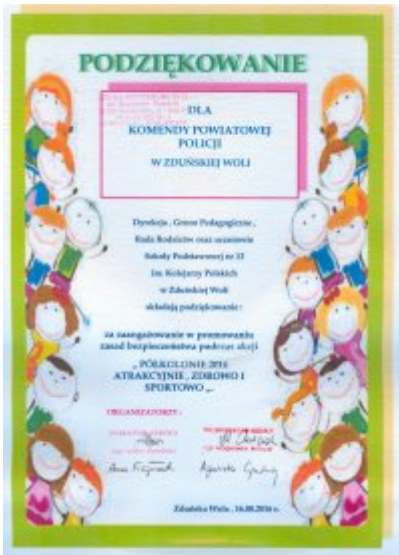 PODZIĘKOWANIE
DLA
KOMENDY POWIATOWEJ
POLICJI
W ZDUŃSKIEJ WOLI
Dyrekcja, Grono Pedagogiczne,
Rada Rodziców oraz uczniowie
Szkoły Podstawowej nr 13
im. Kolejarzy Polskich
w Zduńskiej Woli
składają podziękowanie :
za zaangażowanie w promowaniu
zasad bezpieczeństwa podczas akcji
„ PÓŁKOLONIE 2016
ATRAKCYJNIE , ZDROWO I
SPORTOWO „.
ORGANIZATORZY :
Zduńska Wola , 16.08.2016 r.